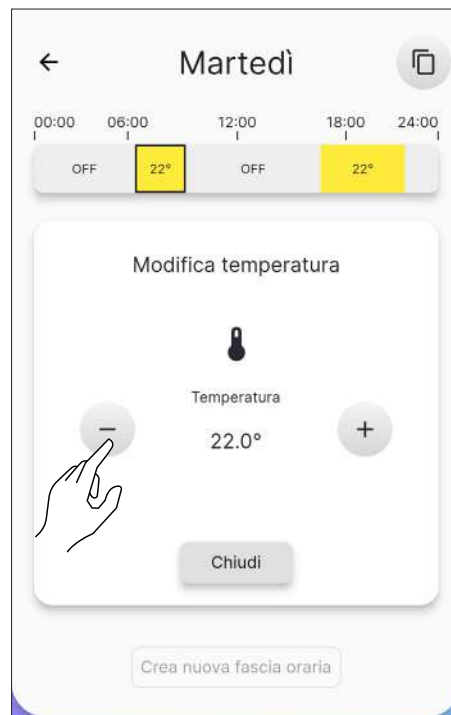 Martedì
00:00 06:00 12:00 18:00 24:00
OFF 22° OFF 22°
Modifica temperatura
Temperatura
22.0°
Chiudi
Crea nuova fascia oraria